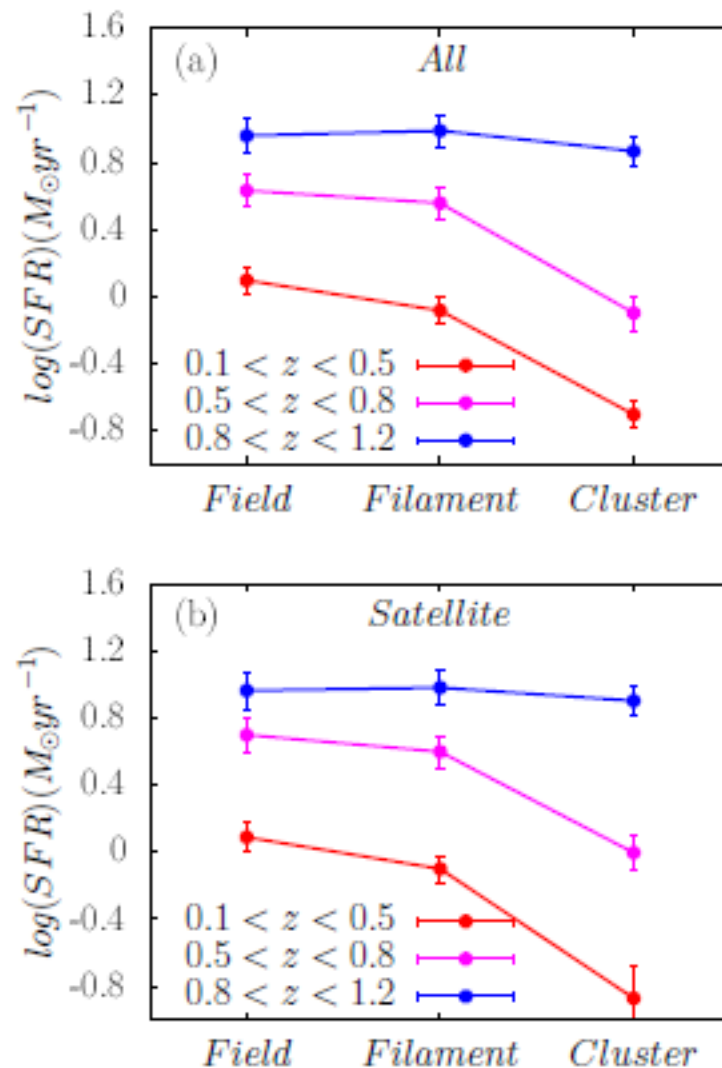 1.6
(a) All
1.2
0.8
0.4
0
-0.4
-0.8
log(SFR)(M⊙yr⁻¹)
0.1 < z < 0.5
0.5 < z < 0.8
0.8 < z < 1.2
Field Filament Cluster
1.6
(b) Satellite
1.2
0.8
0.4
0
-0.4
-0.8
log(SFR)(M⊙yr⁻¹)
0.1 < z < 0.5
0.5 < z < 0.8
0.8 < z < 1.2
Field Filament Cluster